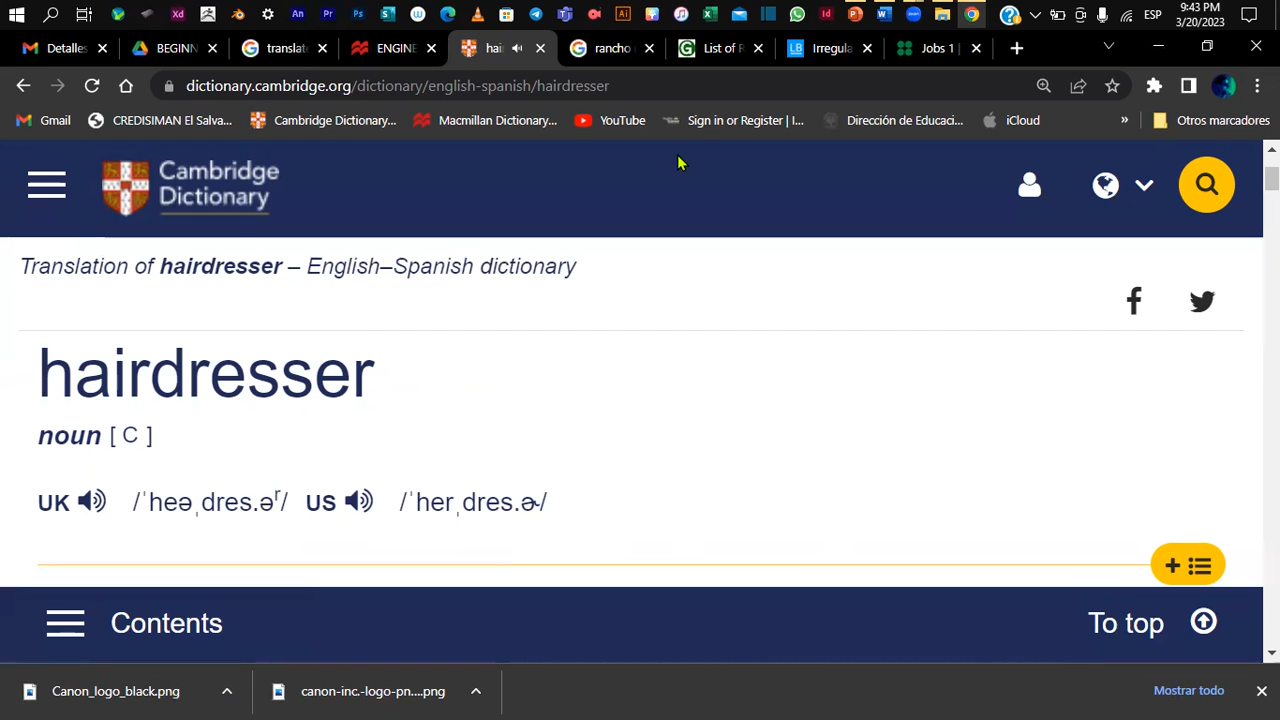 9:43 PM
ESP
3/20/2023
Detalles
BEGINN
translat
ENGINE
hair
rancho
List of R
Irregula
Jobs 1 |
dictionary.cambridge.org/dictionary/english-spanish/hairdresser
Gmail
CREDISIMAN El Salva...
Cambridge Dictionary...
Macmillan Dictionary...
YouTube
Sign in or Register | I...
Dirección de Educaci...
iCloud
»
Otros marcadores
Cambridge
Dictionary
Translation of hairdresser – English–Spanish dictionary
hairdresser
noun [ C ]
UK /ˈheəˌdres.əʳ/ US /ˈherˌdres.ɚ/
Contents
To top
Canon_logo_black.png
canon-inc.-logo-pn....png
Mostrar todo